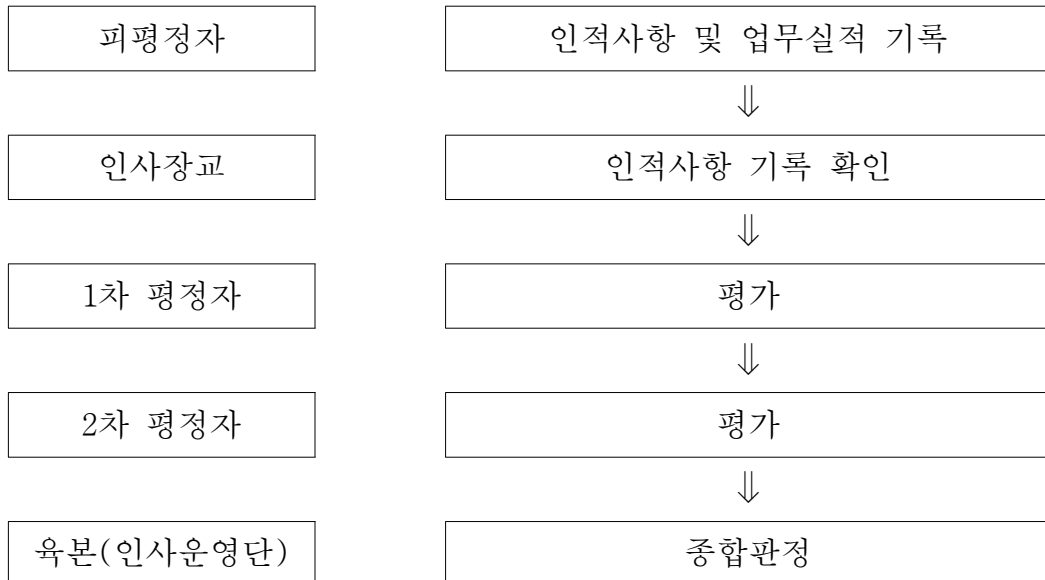 피평정자 인적사항 및 업무실적 기록
⇓
인사장교 인적사항 기록 확인
⇓
1차 평정자 평가
⇓
2차 평정자 평가
⇓
육본(인사운영단) 종합판정